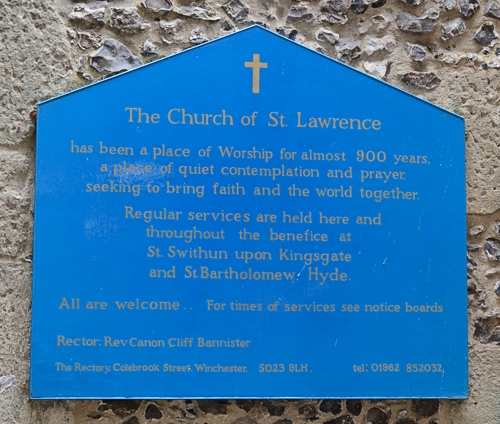 The Church of St. Lawrence
has been a place of Worship for almost 900 years,
a place of quiet contemplation and prayer,
seeking to bring faith and the world together.
Regular services are held here and
throughout the benefice at
St. Swithun upon Kingsgate
and St.Bartholomew, Hyde.
All are welcome.. For times of services see notice boards
Rector: Rev Canon Cliff Bannister
The Rectory, Colebrook Street, Winchester, SO23 9LH. tel: 01962 852032,